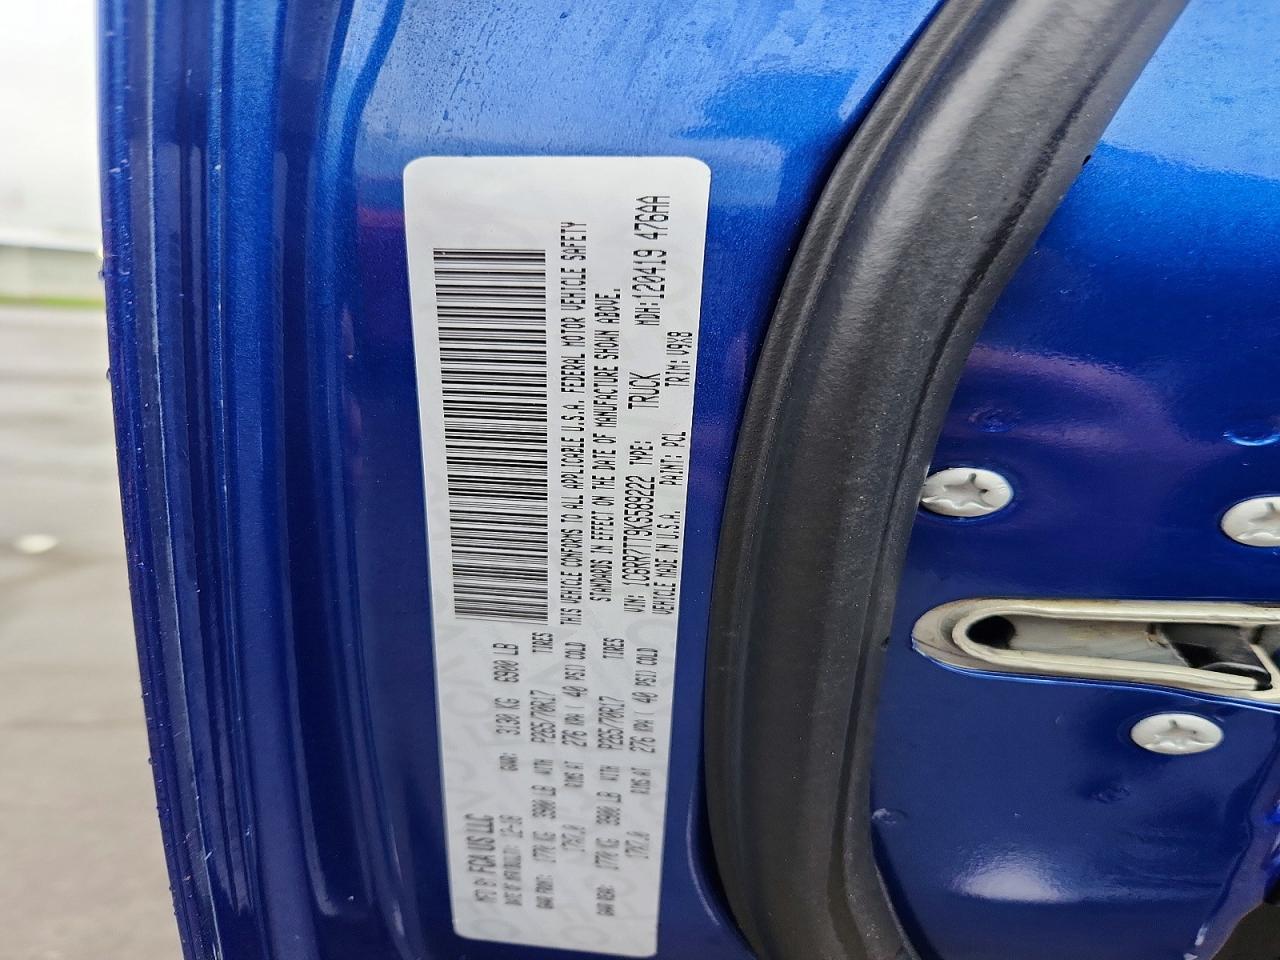 MFD BY FCA US LLC
DATE OF MFR: 12-18 GVWR: 3130 KG 6900 LB
GAWR FRONT: 1770 KG 3900 LB WITH P265/70R17 TIRES
17X7.0 RIMS AT 276 KPA ( 40 PSI) COLD
GAWR REAR: 1770 KG 3900 LB WITH P265/70R17 TIRES
17X7.0 RIMS AT 276 KPA ( 40 PSI) COLD
THIS VEHICLE CONFORMS TO ALL APPLICABLE U.S.A. FEDERAL MOTOR VEHICLE SAFETY
STANDARDS IN EFFECT ON THE DATE OF MANUFACTURE SHOWN ABOVE.
VIN: 1C6RR7TT9KS589222 TYPE: TRUCK MDH: 120419 476AA
VEHICLE MADE IN U.S.A. PAINT: PCL TRIM: V9X8